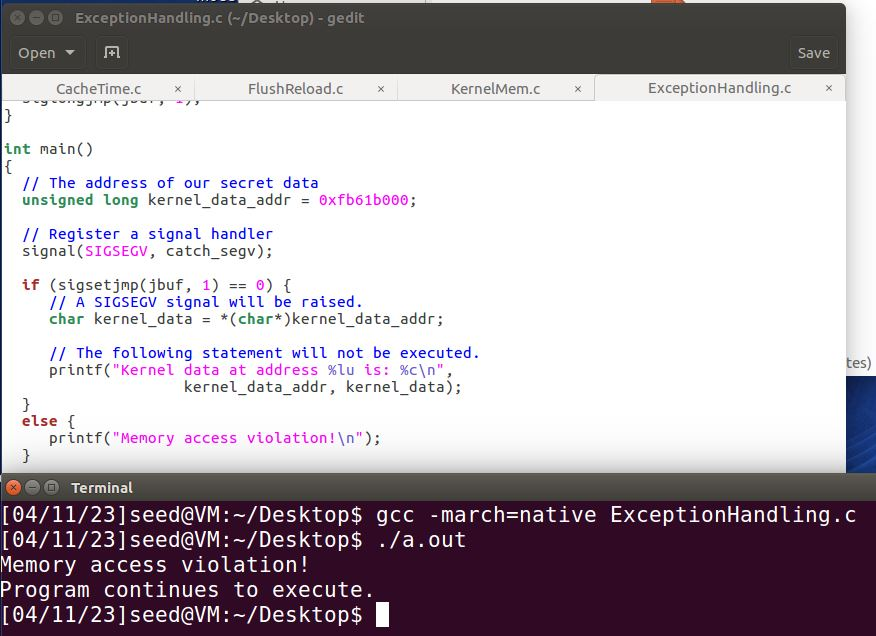 ExceptionHandling.c (~/Desktop) - gedit
Open Save
CacheTime.c × FlushReload.c × KernelMem.c × ExceptionHandling.c ×
siglongjmp(jbuf, 1);
}
int main()
{
// The address of our secret data
unsigned long kernel_data_addr = 0xfb61b000;
// Register a signal handler
signal(SIGSEGV, catch_segv);
if (sigsetjmp(jbuf, 1) == 0) {
// A SIGSEGV signal will be raised.
char kernel_data = *(char*)kernel_data_addr;
// The following statement will not be executed.
printf("Kernel data at address %lu is: %c\n",
tes)
kernel_data_addr, kernel_data);
}
else {
printf("Memory access violation!\n");
}
Terminal
[04/11/23]seed@VM:~/Desktop$ gcc -march=native ExceptionHandling.c
[04/11/23]seed@VM:~/Desktop$ ./a.out
Memory access violation!
Program continues to execute.
[04/11/23]seed@VM:~/Desktop$